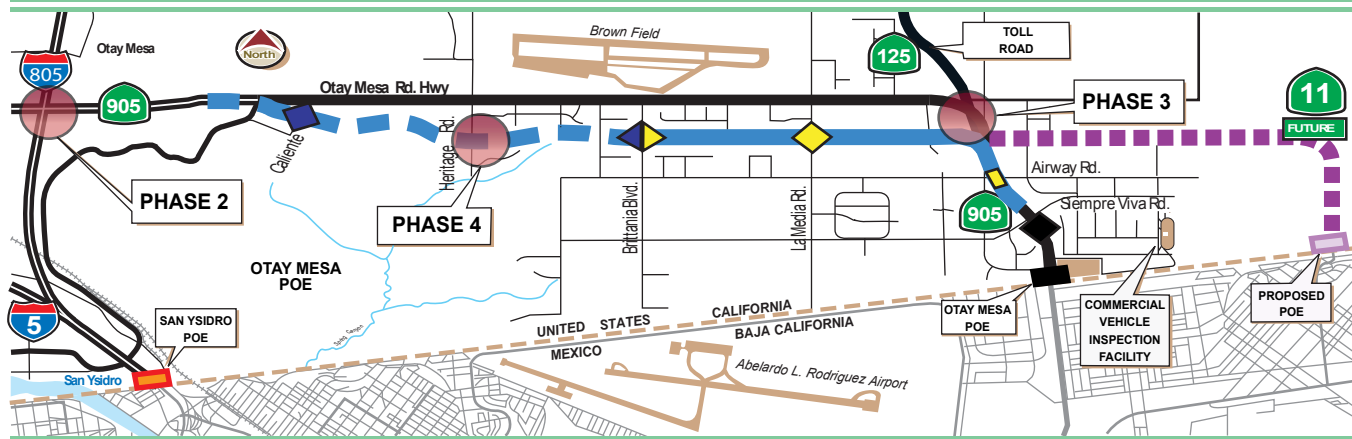 Otay Mesa
805
905
North
Brown Field
125
TOLL
ROAD
11
FUTURE
Otay Mesa Rd. Hwy
PHASE 3
PHASE 2
Caliente
Heritage Rd.
PHASE 4
Brittania Blvd.
La Media Rd.
Airway Rd.
905
Siempre Viva Rd.
OTAY MESA
POE
5
SAN YSIDRO
POE
San Ysidro
UNITED STATES
MEXICO
CALIFORNIA
BAJA CALIFORNIA
Abelardo L. Rodriguez Airport
OTAY MESA
POE
COMMERCIAL
VEHICLE
INSPECTION
FACILITY
PROPOSED
POE